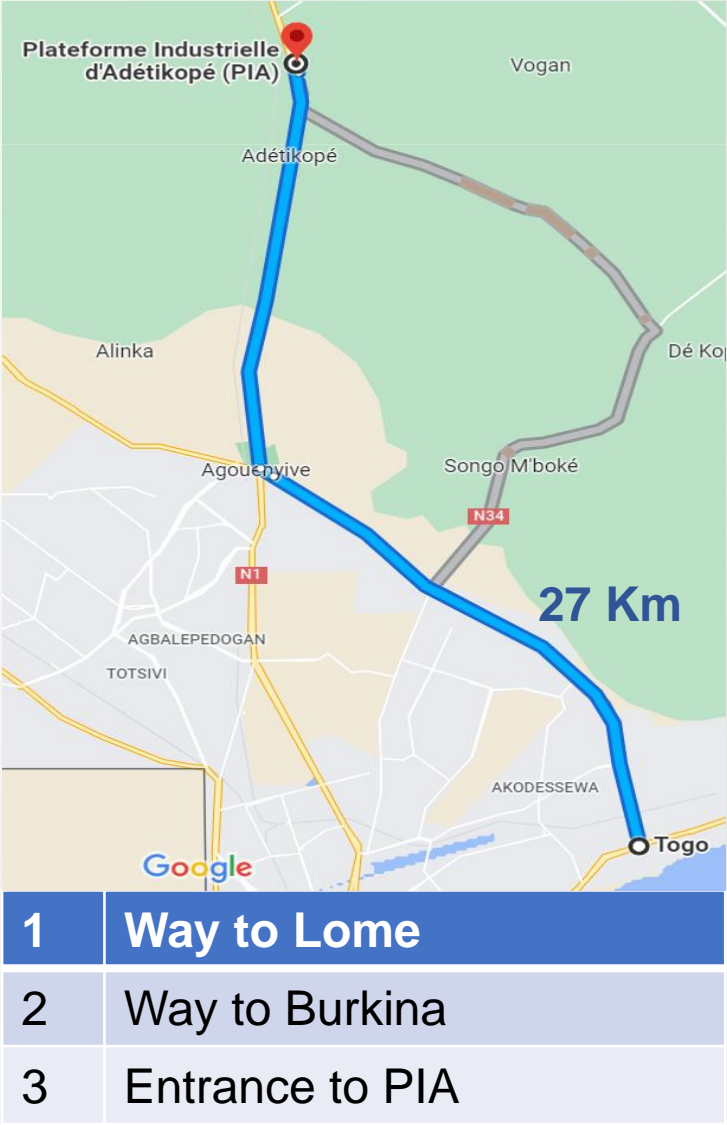 Plateforme Industrielle
d'Adétikopé (PIA)
Vogan
Adétikopé
Alinka
Dé Kop
Agouenyive
Songo M'boké
N34
N1
27 Km
AGBALEPEDOGAN
TOTSIVI
AKODESSEWA
Togo
Google
1 Way to Lome
2 Way to Burkina
3 Entrance to PIA